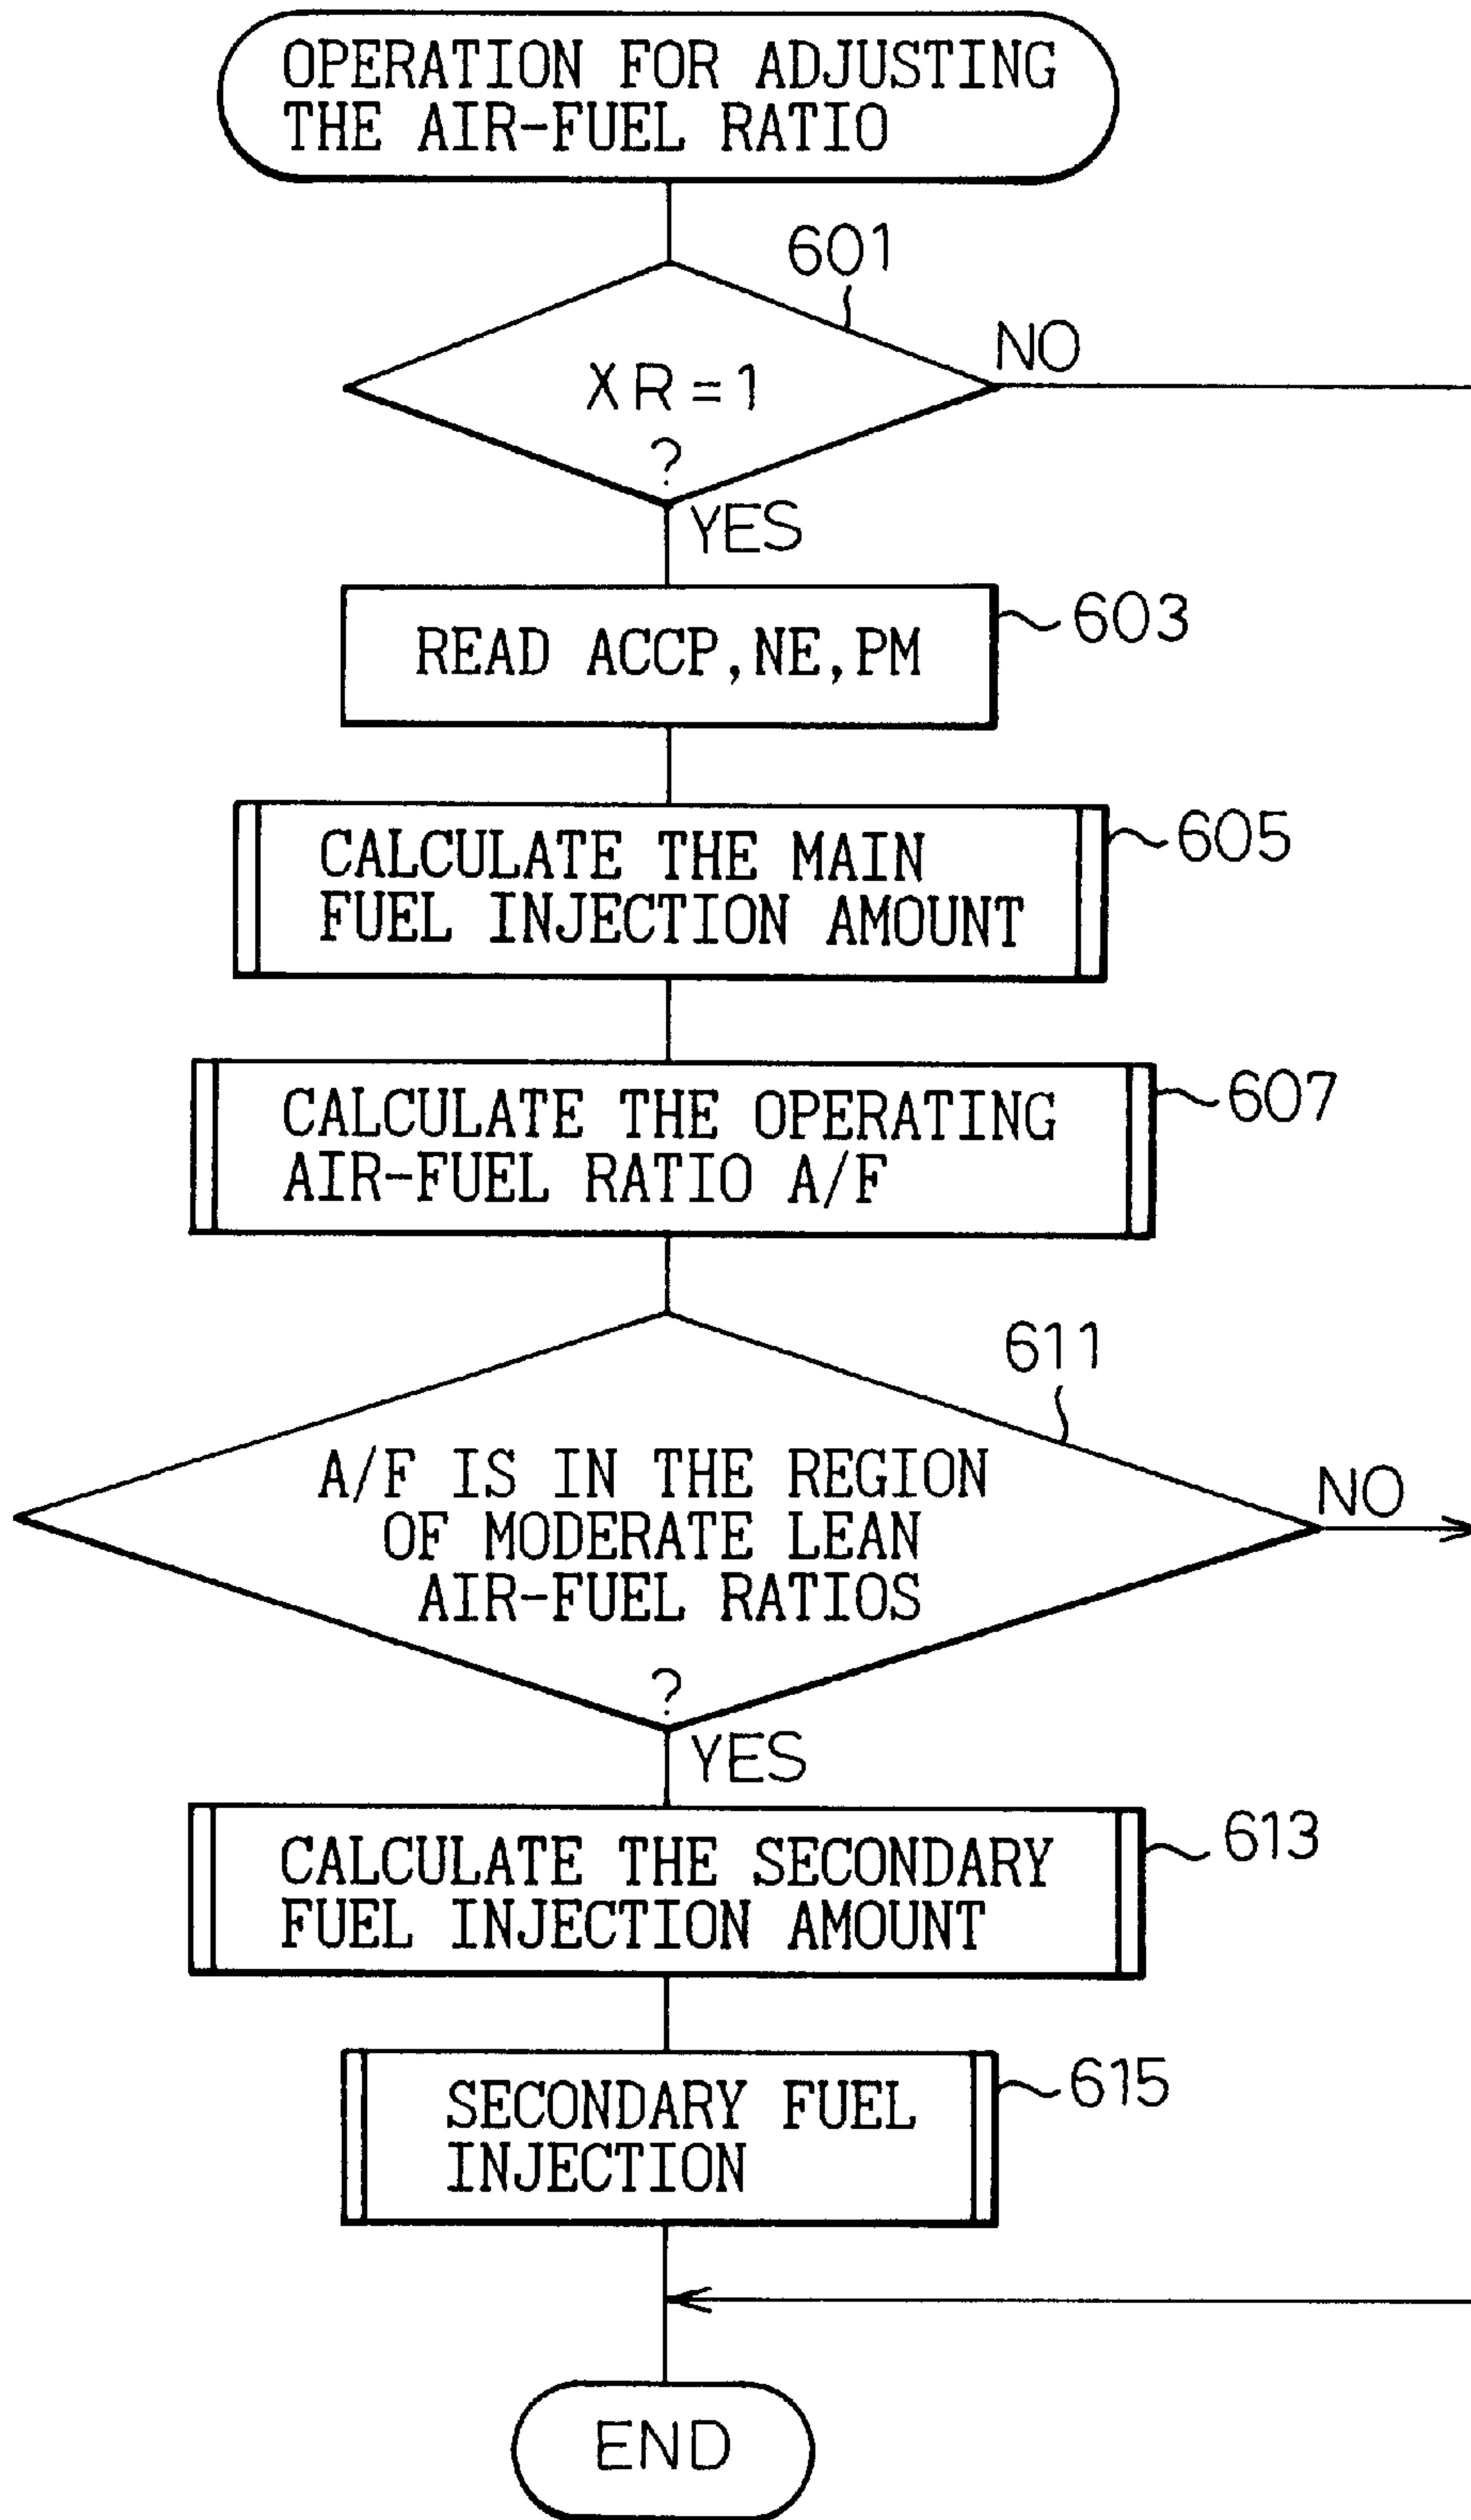 OPERATION FOR ADJUSTING
THE AIR-FUEL RATIO
601
NO
XR=1
?
YES
603
READ ACCP,NE,PM
605
CALCULATE THE MAIN
FUEL INJECTION AMOUNT
607
CALCULATE THE OPERATING
AIR-FUEL RATIO A/F
611
A/F IS IN THE REGION
OF MODERATE LEAN
AIR-FUEL RATIOS
?
NO
YES
613
CALCULATE THE SECONDARY
FUEL INJECTION AMOUNT
615
SECONDARY FUEL
INJECTION
END